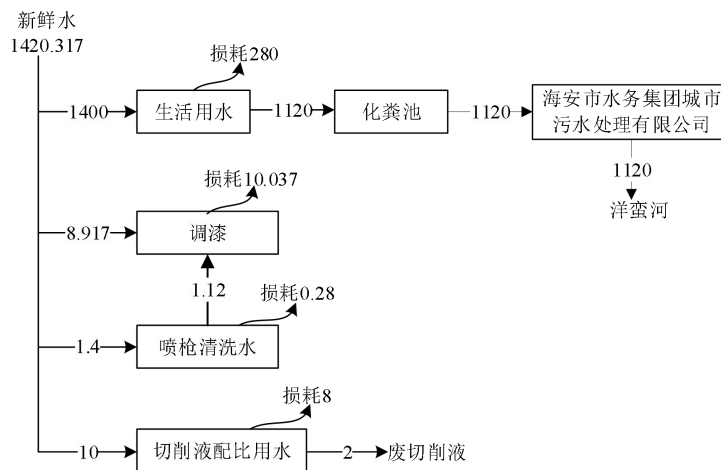 新鲜水
1420.317
损耗280
1400
生活用水
1120
化粪池
1120
海安市水务集团城市
污水处理有限公司
1120
洋蛮河
损耗10.037
8.917
调漆
1.12
损耗0.28
1.4
喷枪清洗水
损耗8
10
切削液配比用水
2
废切削液